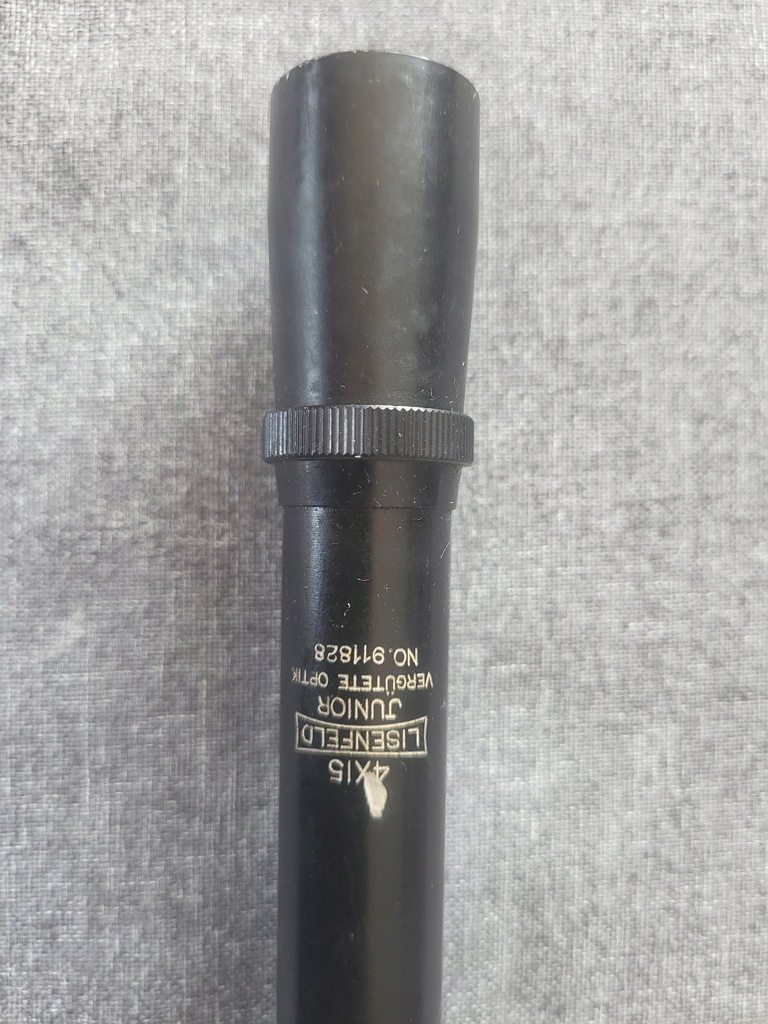 4X15
LISENFELD
JUNIOR
VERGÜTETE OPTIK
NO.911828